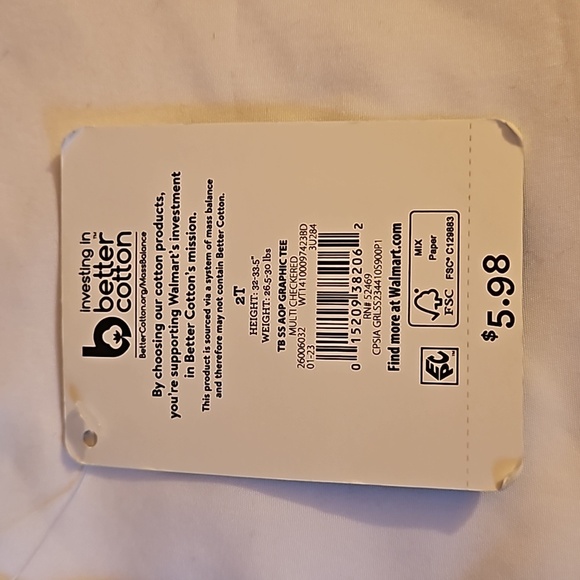 Investing in
better
cotton™
BetterCotton.org/MassBalance
By choosing our cotton products,
you're supporting Walmart's investment
in Better Cotton's mission.
This product is sourced via a system of mass balance
and therefore may not contain Better Cotton.
2T
HEIGHT: 32-33.5"
WEIGHT: 26.5-30 lbs
TB SS AOP GRAPHIC TEE
MULTI CHECKERED
26006032 WT14100097423BD
01-23 3U284
0 15209 38206 2
RN# 52469
CPSIA GRLSS2344105900P1
Find more at Walmart.com
EPC
FSC
MIX
Paper
FSC® C129883
$5.98